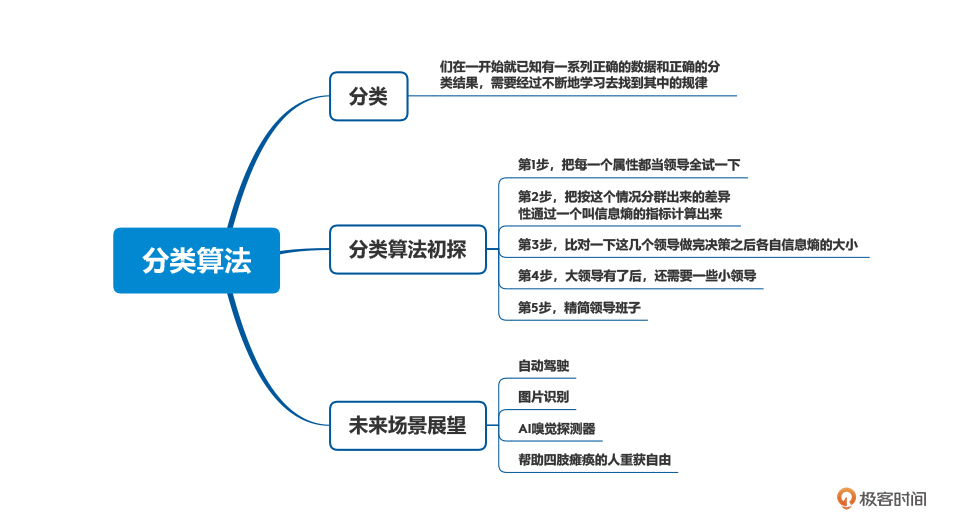 分类算法
分类
们在一开始就已知有一系列正确的数据和正确的分
类结果，需要经过不断地学习去找到其中的规律
分类算法初探
第1步，把每一个属性都当领导全试一下
第2步，把按这个情况分群出来的差异
性通过一个叫信息熵的指标计算出来
第3步，比对一下这几个领导做完决策之后各自信息熵的大小
第4步，大领导有了后，还需要一些小领导
第5步，精简领导班子
未来场景展望
自动驾驶
图片识别
AI嗅觉探测器
帮助四肢瘫痪的人重获自由
极客时间